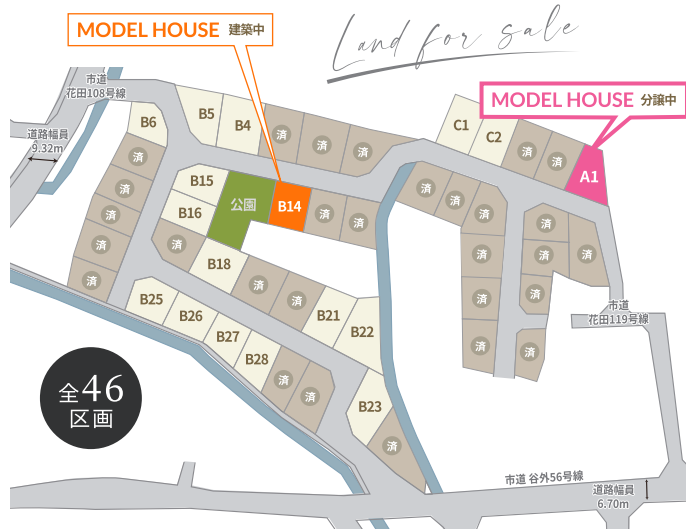 Land for sale
MODEL HOUSE 建築中
MODEL HOUSE 分譲中
市道
花田108号線
道路幅員
9.32m
B6
B5
B4
済
済
済
C1
C2
済
済
A1
済
済
済
済
済
B15
B16
済
公園
B14
済
済
済
済
済
済
済
済
済
済
済
済
済
B18
済
済
B21
B22
B25
B26
B27
B28
済
済
B23
済
市道
花田119号線
全46
区画
市道 谷外56号線
道路幅員
6.70m